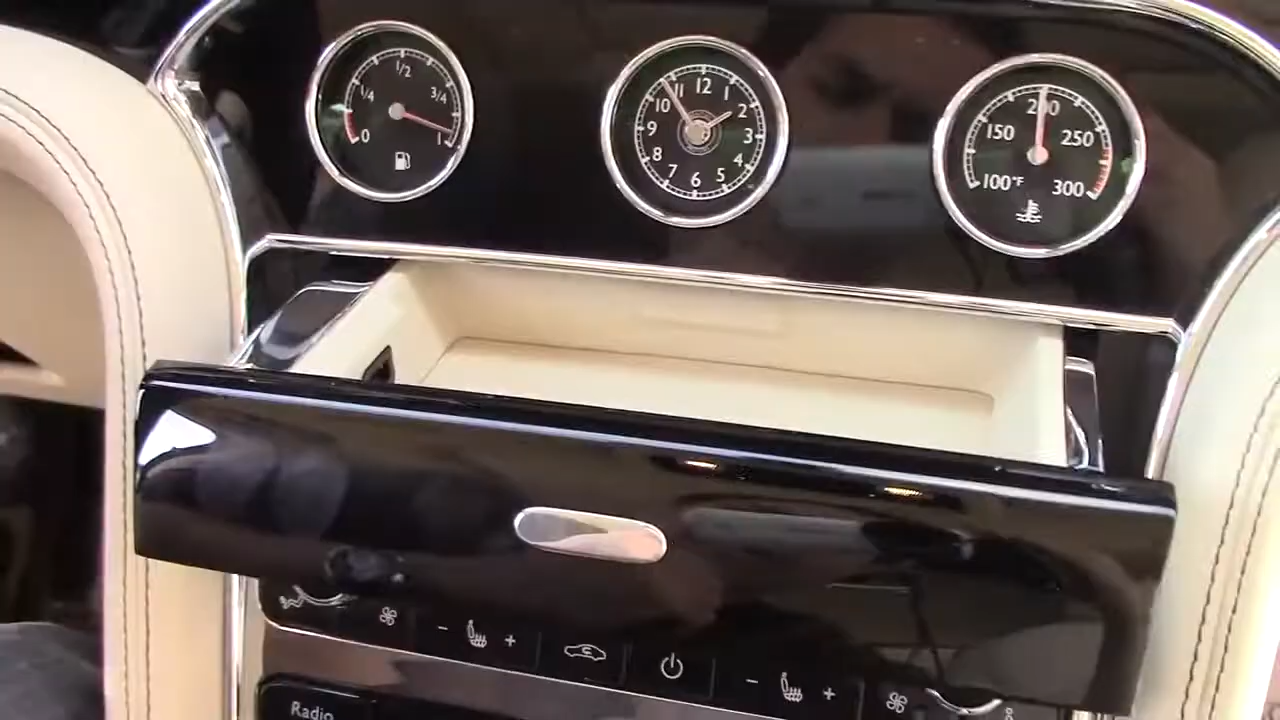 0 1/4 1/2 3/4 1
12 1 2 3 4 5 6 7 8 9 10 11
100°F 150 200 250 300
- +
- +
Radio